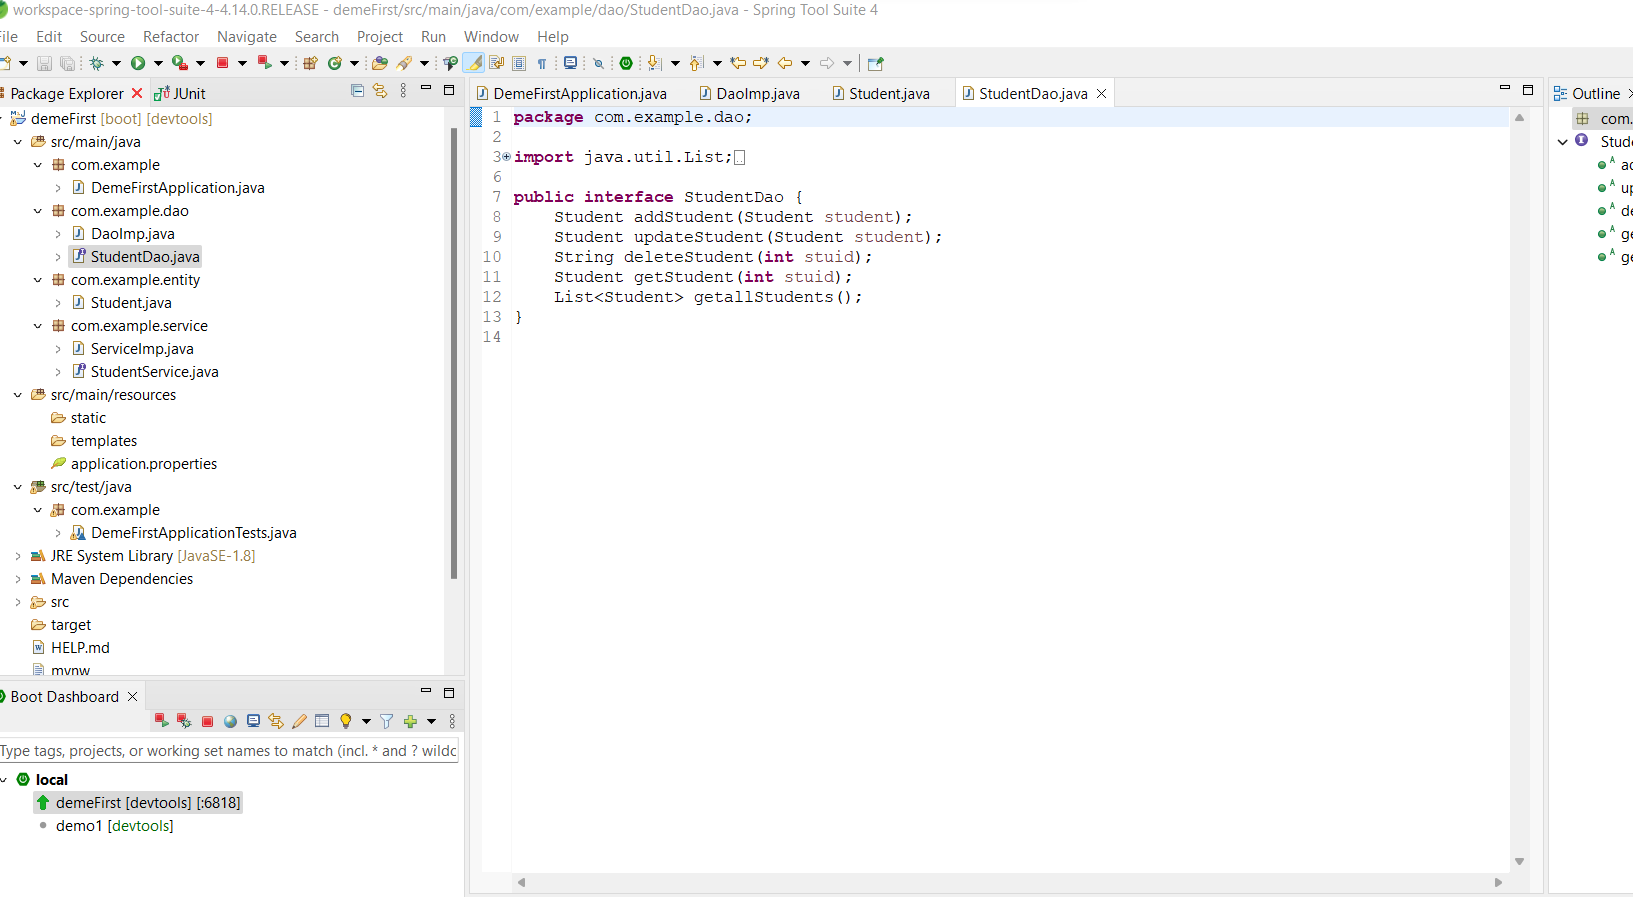 workspace-spring-tool-suite-4-4.14.0.RELEASE - demeFirst/src/main/java/com/example/dao/StudentDao.java - Spring Tool Suite 4
Edit Source Refactor Navigate Search Project Run Window Help
Package Explorer JUnit
demeFirst [boot] [devtools]
src/main/java
com.example
DemeFirstApplication.java
com.example.dao
DaoImp.java
StudentDao.java
com.example.entity
Student.java
com.example.service
ServiceImp.java
StudentService.java
src/main/resources
static
templates
application.properties
src/test/java
com.example
DemeFirstApplicationTests.java
JRE System Library [JavaSE-1.8]
Maven Dependencies
src
target
HELP.md
mvnw
Boot Dashboard
Type tags, projects, or working set names to match (incl. * and ? wildc
local
demeFirst [devtools] [:6818]
demo1 [devtools]
DemeFirstApplication.java DaoImp.java Student.java StudentDao.java
1 package com.example.dao;
2
3 import java.util.List;
6
7 public interface StudentDao {
8 Student addStudent(Student student);
9 Student updateStudent(Student student);
10 String deleteStudent(int stuid);
11 Student getStudent(int stuid);
12 List<Student> getallStudents();
13 }
14
Outline
com.